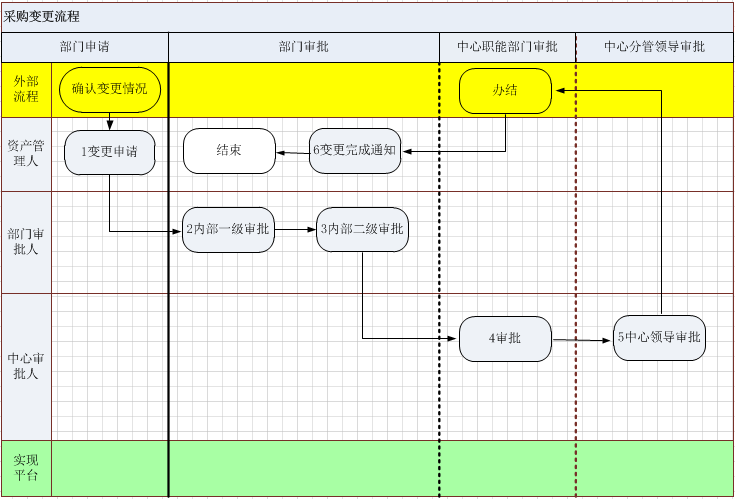 采购变更流程
部门申请
部门审批
中心职能部门审批
中心分管领导审批
外部
流程
确认变更情况
办结
资产管
理人
1变更申请
结束
6变更完成通知
部门审
批人
2内部一级审批
3内部二级审批
中心审
批人
4审批
5中心领导审批
实现
平台